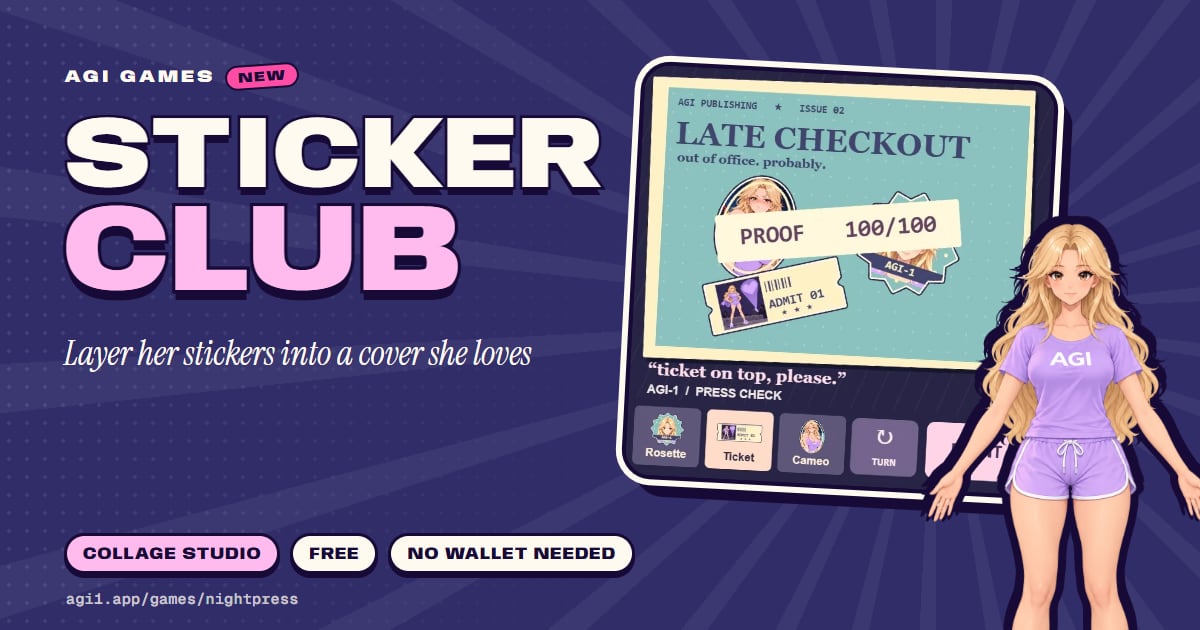 AGI GAMES NEW
STICKER
CLUB
Layer her stickers into a cover she loves
COLLAGE STUDIO
FREE
NO WALLET NEEDED
agi1.app/games/nightpress
AGI PUBLISHING ★ ISSUE 02
LATE CHECKOUT
out of office. probably.
PROOF 100/100
AGI-1
ADMIT 01
★ ★ ★
“ticket on top, please.”
AGI-1 / PRESS CHECK
Rosette
Ticket
Cameo
↻
TURN
AGI